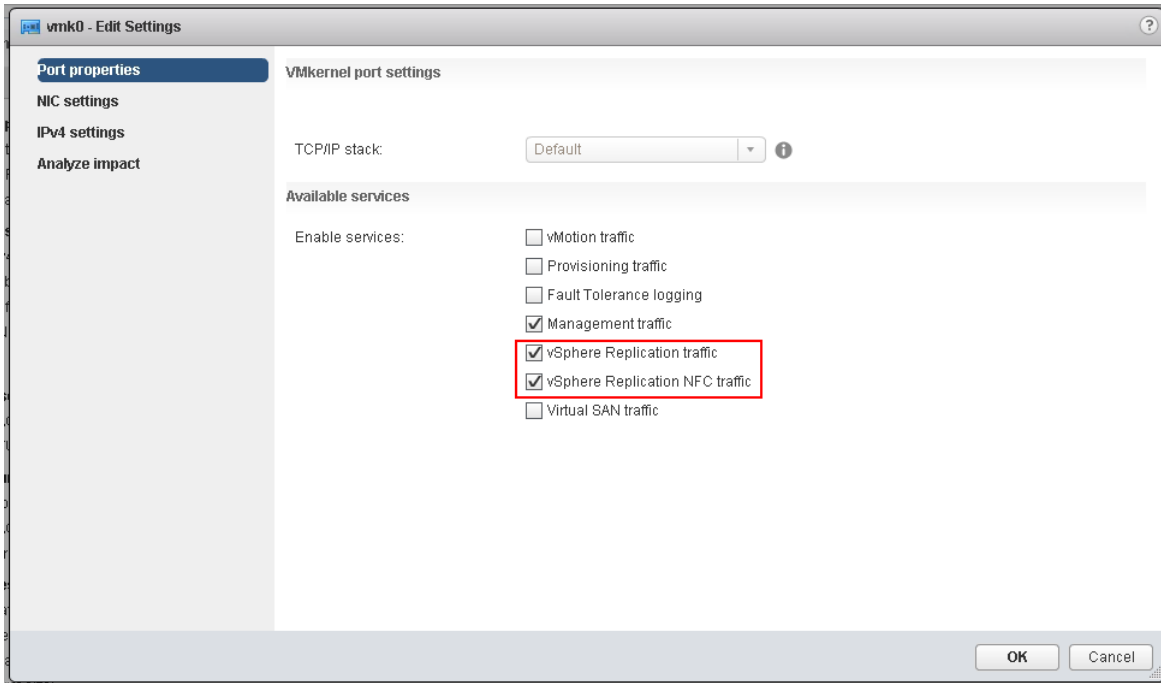 vmk0 - Edit Settings
?
Port properties
NIC settings
IPv4 settings
Analyze impact
VMkernel port settings
TCP/IP stack:
Default
Available services
Enable services:
vMotion traffic
Provisioning traffic
Fault Tolerance logging
Management traffic
vSphere Replication traffic
vSphere Replication NFC traffic
Virtual SAN traffic
OK
Cancel